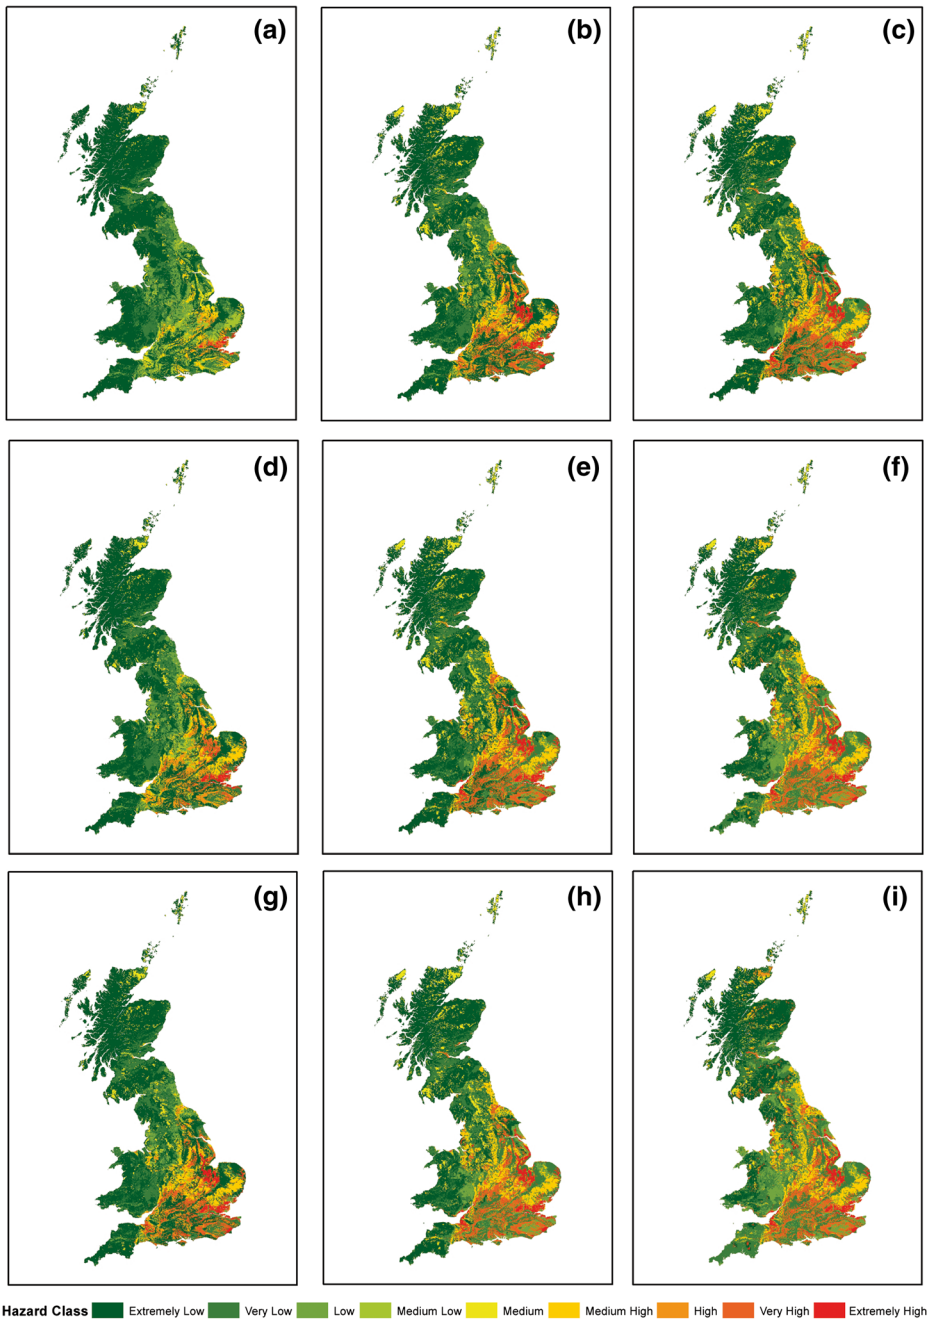 (a)
(b)
(c)
(d)
(e)
(f)
(g)
(h)
(i)
Hazard Class Extremely Low Very Low Low Medium Low Medium Medium High High Very High Extremely High